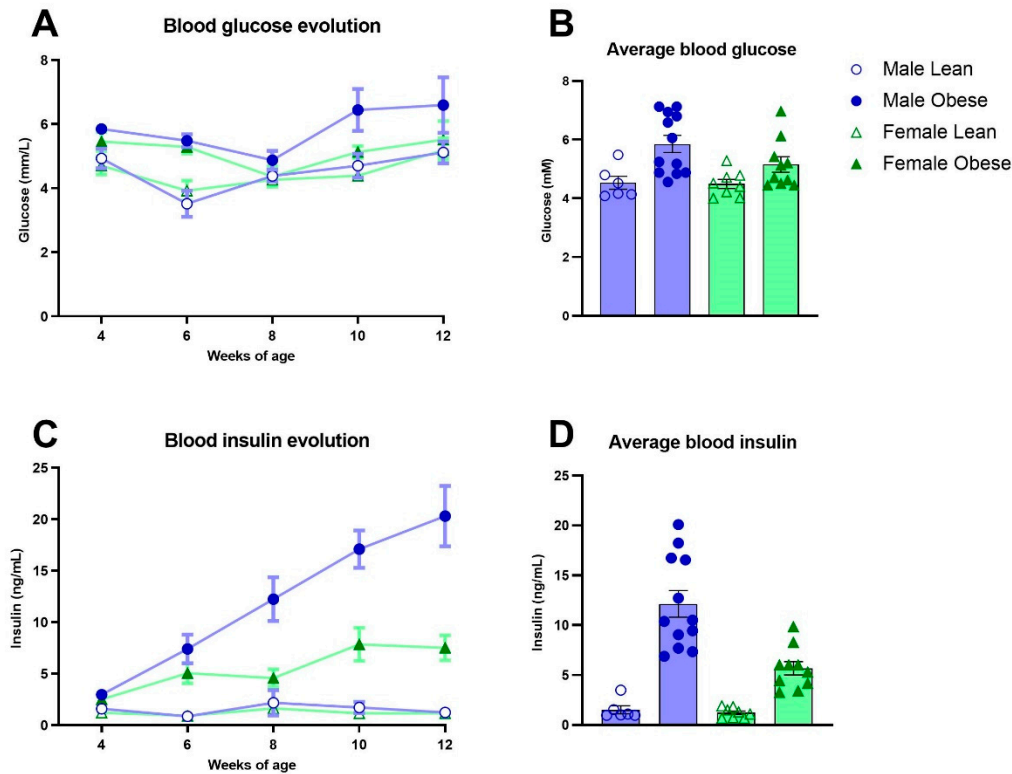 A
Blood glucose evolution
Glucose (mm/L)
8
6
4
2
0
4 6 8 10 12
Weeks of age
B
Average blood glucose
Glucose (mM)
8
6
4
2
0
Male Lean
Male Obese
Female Lean
Female Obese
C
Blood insulin evolution
Insulin (ng/mL)
25
20
15
10
5
0
4 6 8 10 12
Weeks of age
D
Average blood insulin
Insulin (ng/mL)
25
20
15
10
5
0